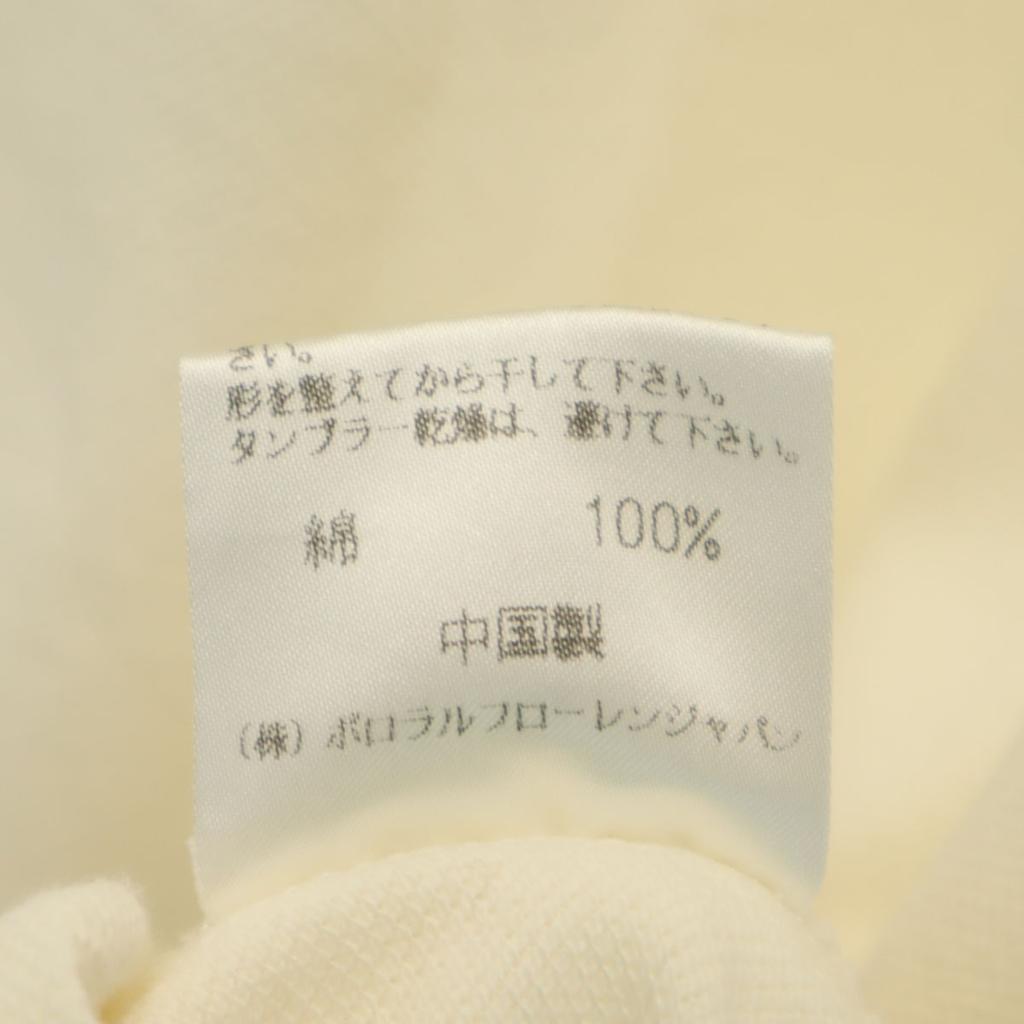 さい。
形を整えてから干して下さい。
タンブラー乾燥は、避けて下さい。
綿 100%
中国製
（株）ポロラルフローレンジャパン